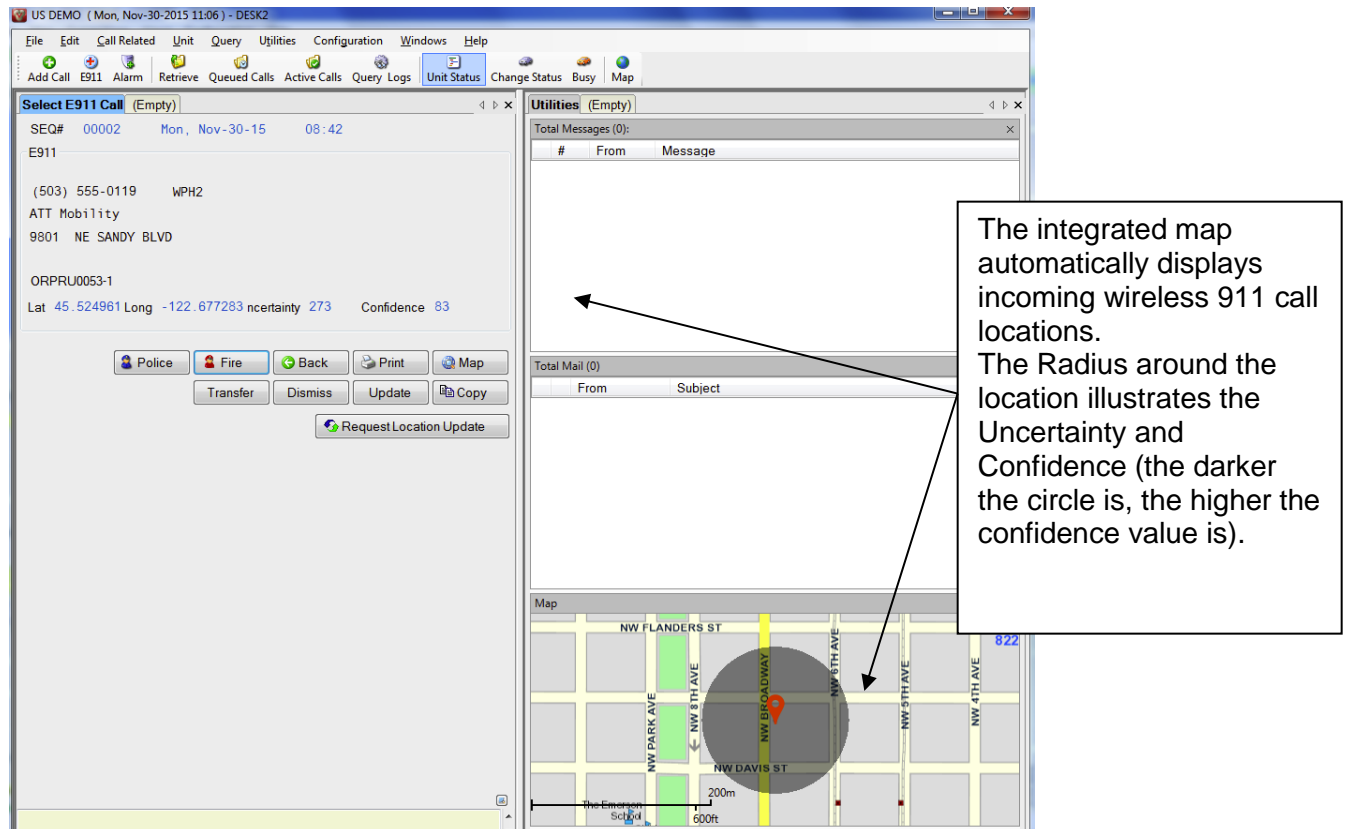 US DEMO ( Mon, Nov-30-2015 11:06 ) - DESK2
File Edit Call Related Unit Query Utilities Configuration Windows Help
Add Call E911 Alarm Retrieve Queued Calls Active Calls Query Logs Unit Status Change Status Busy Map
Select E911 Call (Empty)
SEQ# 00002 Mon, Nov-30-15 08:42
E911
(503) 555-0119 WPH2
ATT Mobility
9801 NE SANDY BLVD
ORPRU0053-1
Lat 45.524961 Long -122.677283 ncertainty 273 Confidence 83
Police Fire Back Print Map
Transfer Dismiss Update Copy
Request Location Update
Utilities (Empty)
Total Messages (0):
# From Message
Total Mail (0)
From Subject
Map
NW FLANDERS ST
822
NW PARK AVE
NW 8TH AVE
NW BROADWAY
NW 6TH AVE
NW 5TH AVE
NW 4TH AVE
NW DAVIS ST
200m
600ft
The Emerson
School
The integrated map
automatically displays
incoming wireless 911 call
locations.
The Radius around the
location illustrates the
Uncertainty and
Confidence (the darker
the circle is, the higher the
confidence value is).